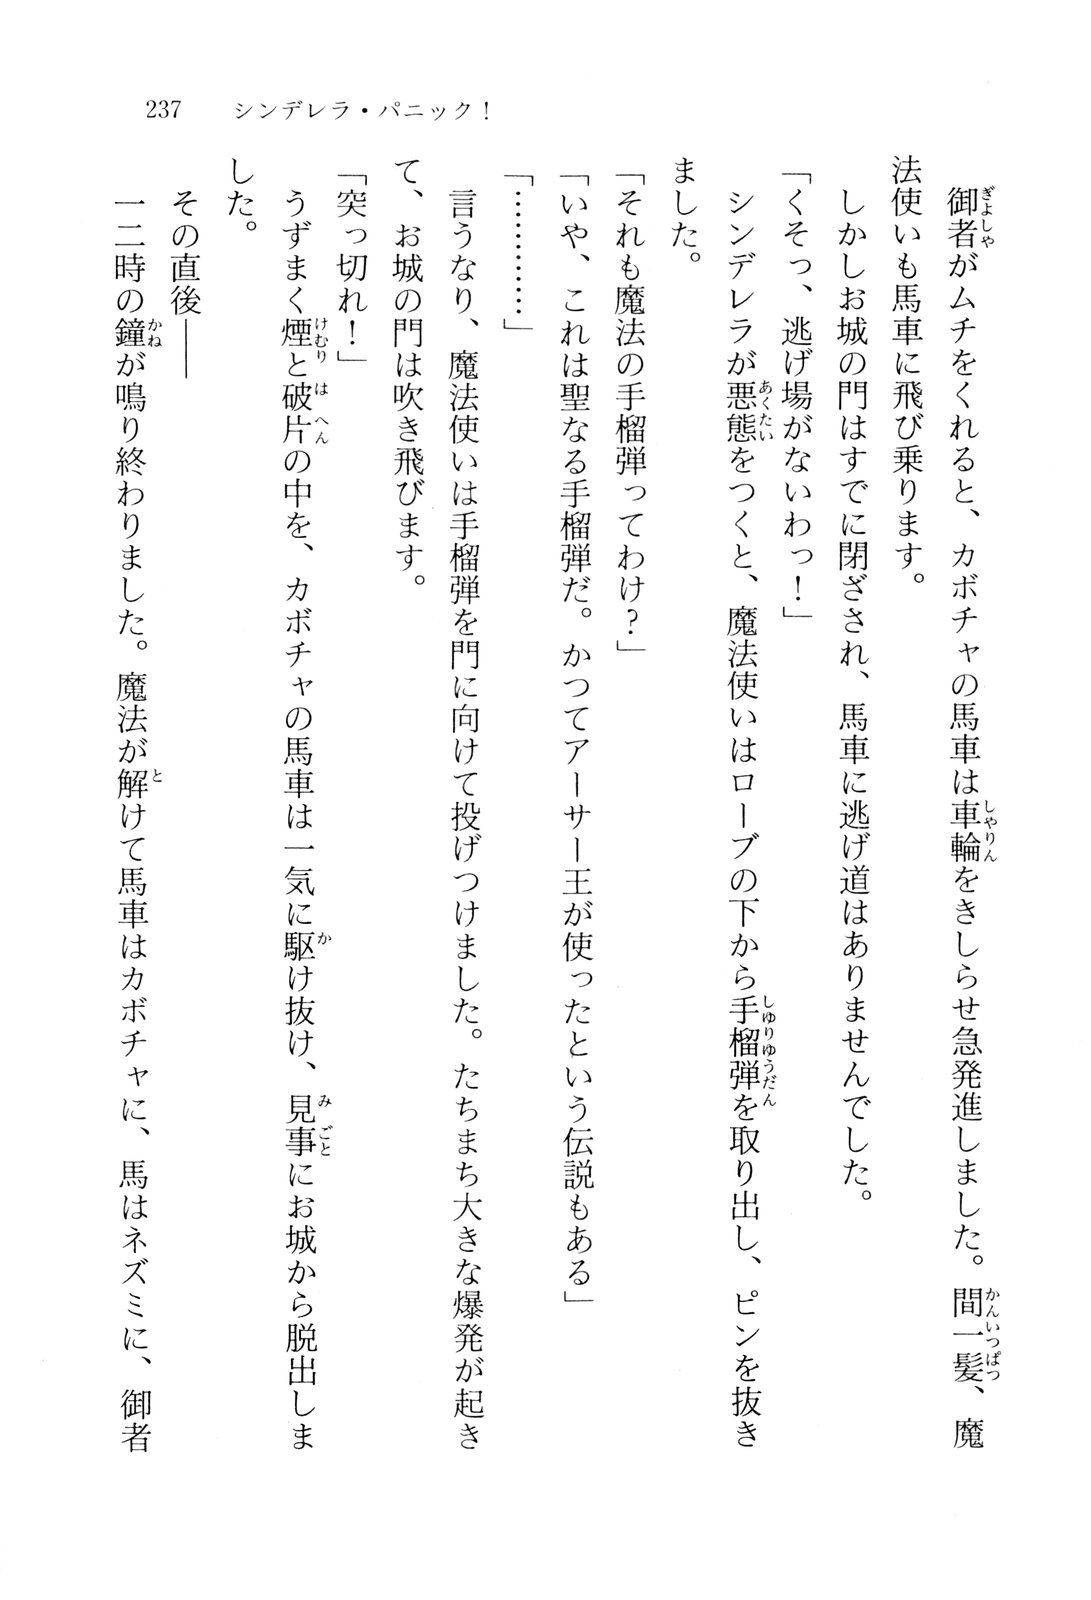 237 シンデレラ・パニック！
御者がムチをくれると、カボチャの馬車は車輪をきしらせ急発進しました。間一髪、魔
法使いも馬車に飛び乗ります。
しかしお城の門はすでに閉ざされ、馬車に逃げ道はありませんでした。
「くそっ、逃げ場がないわっ！」
シンデレラが悪態をつくと、魔法使いはローブの下から手榴弾を取り出し、ピンを抜き
ました。
「それも魔法の手榴弾ってわけ？」
「いや、これは聖なる手榴弾だ。かつてアーサー王が使ったという伝説もある」
「…………」
言うなり、魔法使いは手榴弾を門に向けて投げつけました。たちまち大きな爆発が起き
て、お城の門は吹き飛びます。
「突っ切れ！」
うずまく煙と破片の中を、カボチャの馬車は一気に駆け抜け、見事にお城から脱出しま
した。
その直後――
一二時の鐘が鳴り終わりました。魔法が解けて馬車はカボチャに、馬はネズミに、御者